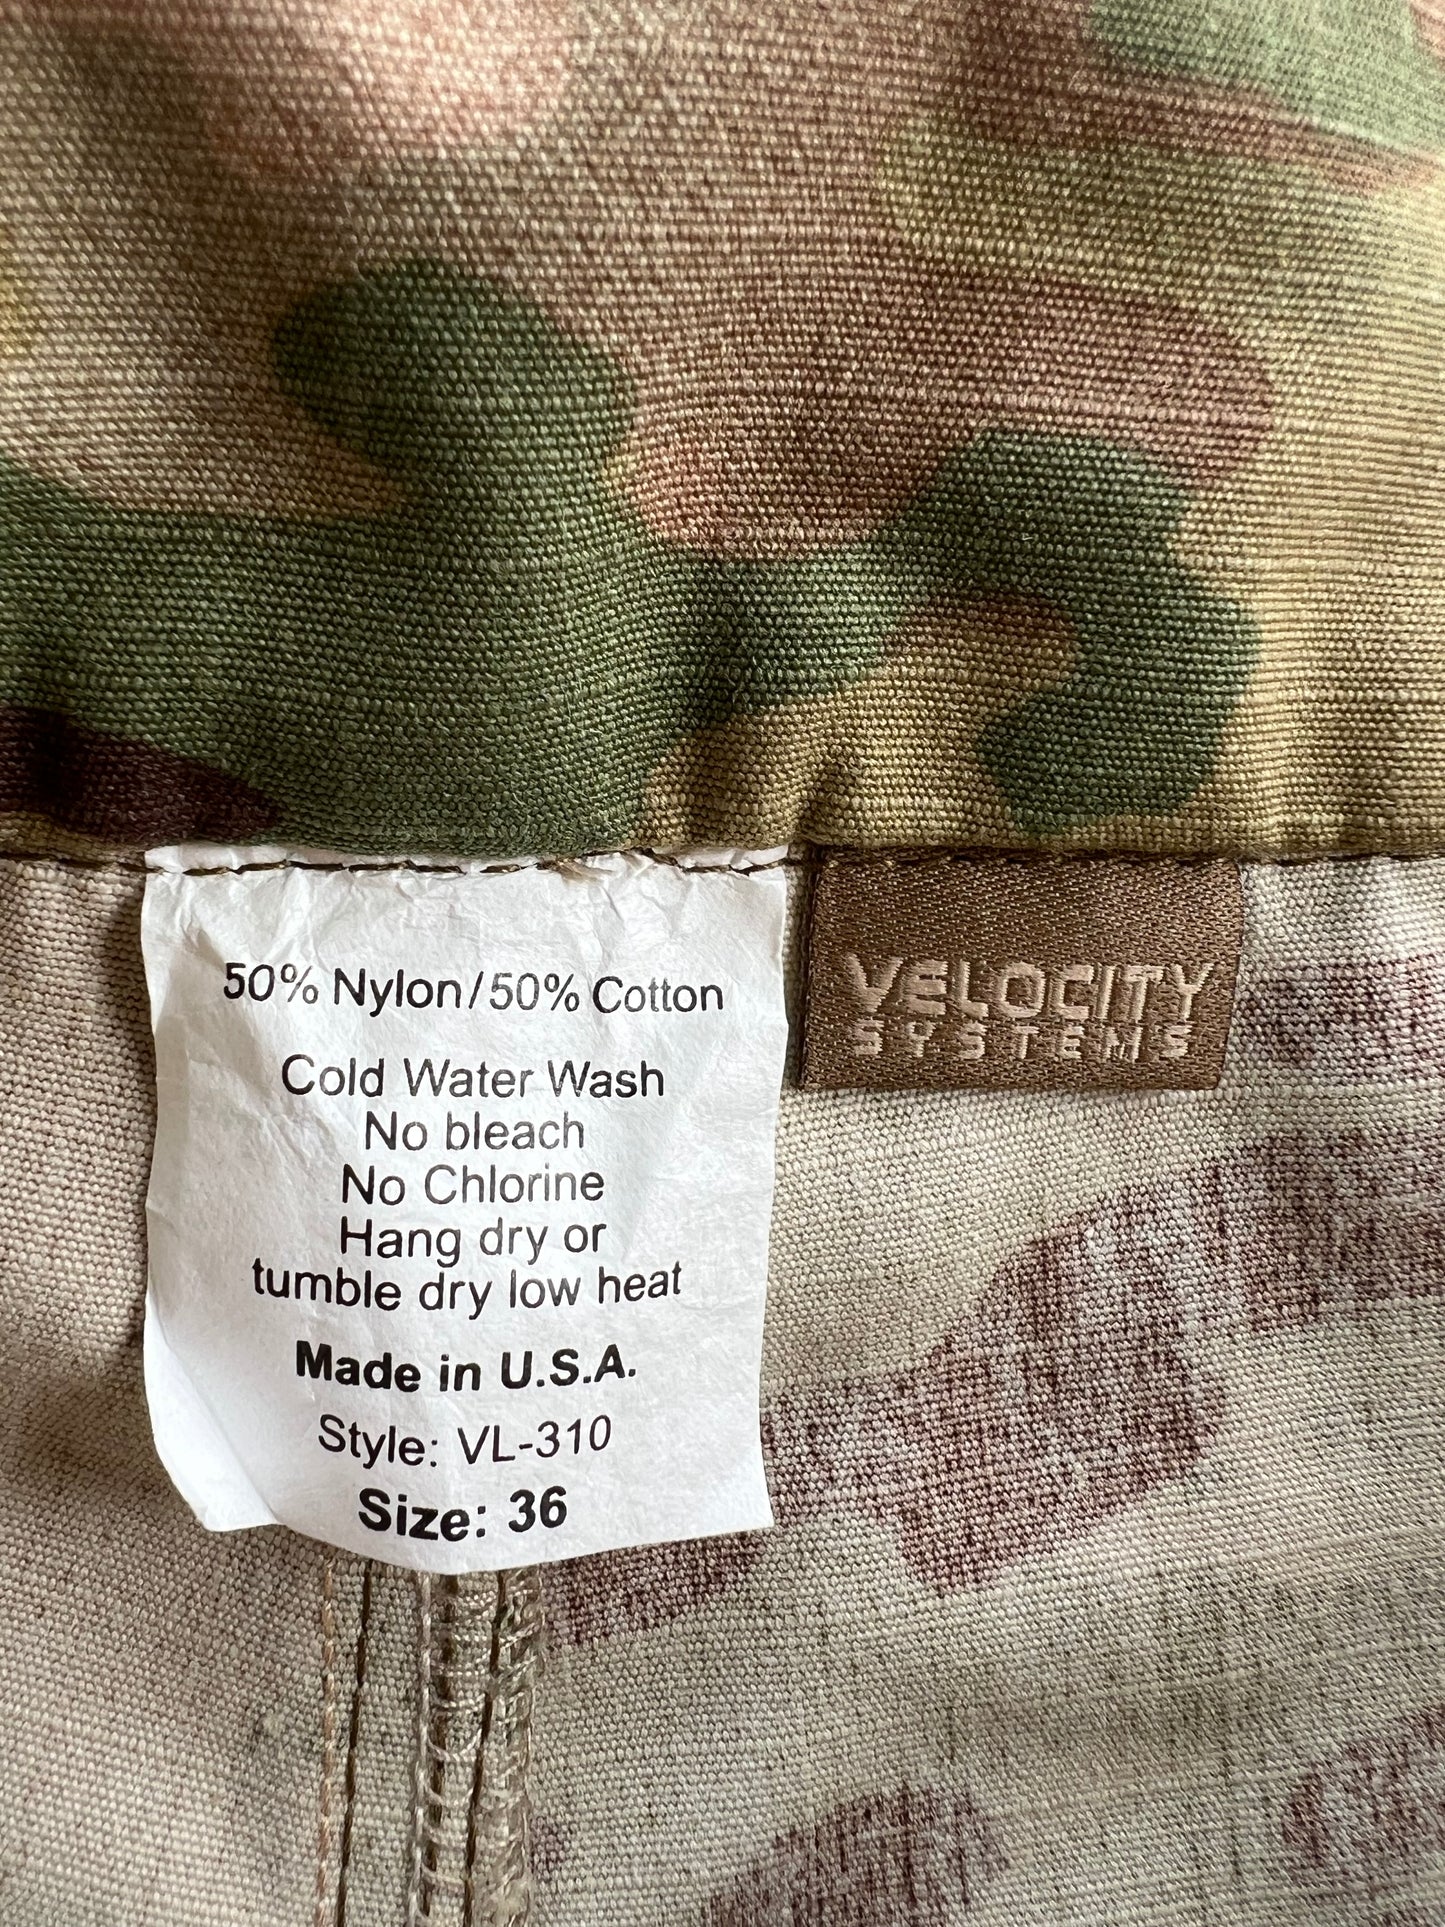 50% Nylon/50% Cotton
Cold Water Wash
No bleach
No Chlorine
Hang dry or
tumble dry low heat
Made in U.S.A.
Style: VL-310
Size: 36
VELOCITY
SYSTEMS